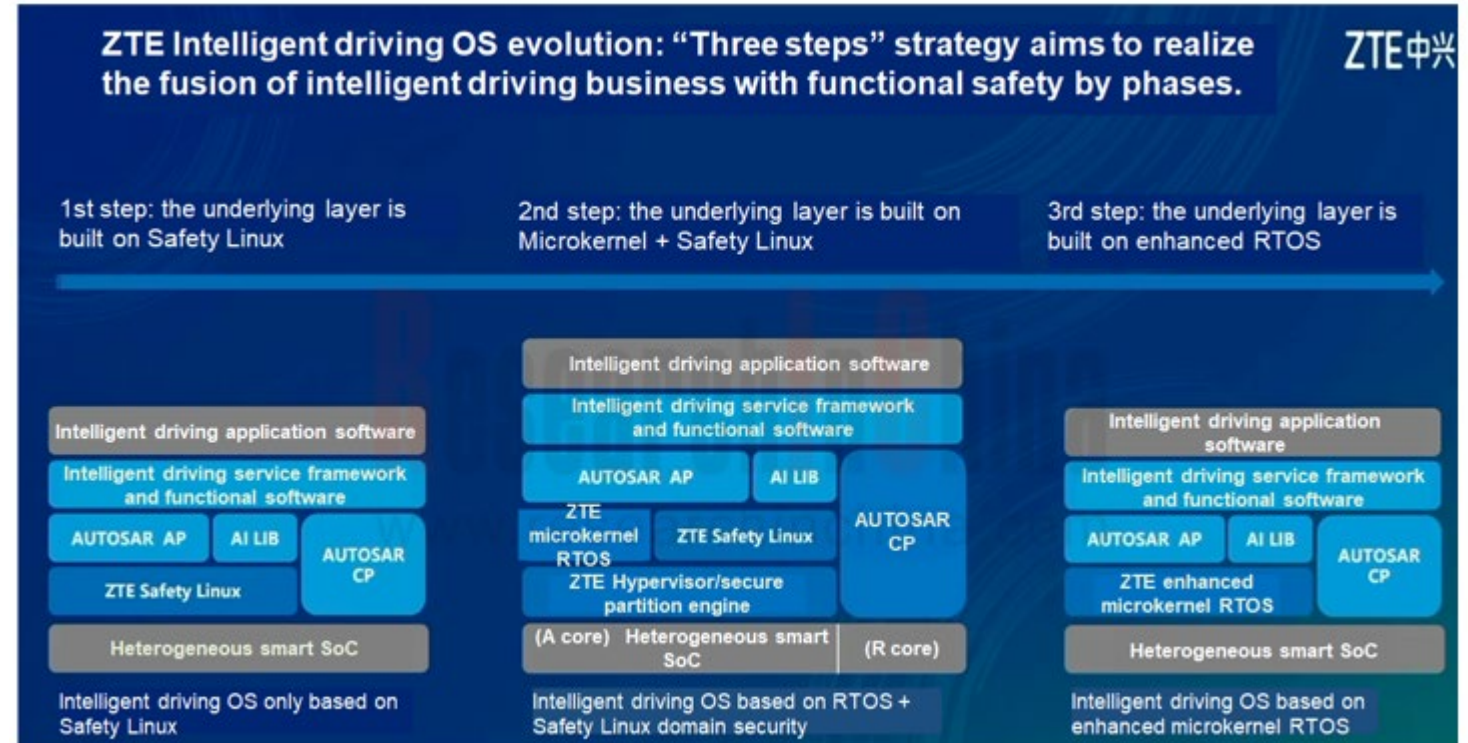 ZTE Intelligent driving OS evolution: “Three steps” strategy aims to realize
the fusion of intelligent driving business with functional safety by phases.
ZTE中兴
1st step: the underlying layer is
built on Safety Linux
2nd step: the underlying layer is built on
Microkernel + Safety Linux
3rd step: the underlying layer is
built on enhanced RTOS
Intelligent driving application software
Intelligent driving service framework
and functional software
AUTOSAR AP
AI LIB
AUTOSAR
CP
ZTE Safety Linux
Heterogeneous smart SoC
Intelligent driving OS only based on
Safety Linux
Intelligent driving application software
Intelligent driving service framework
and functional software
AUTOSAR AP
AI LIB
AUTOSAR
CP
ZTE
microkernel
RTOS
ZTE Safety Linux
ZTE Hypervisor/secure
partition engine
(A core) Heterogeneous smart
SoC
(R core)
Intelligent driving OS based on RTOS +
Safety Linux domain security
Intelligent driving application
software
Intelligent driving service framework
and functional software
AUTOSAR AP
AI LIB
AUTOSAR
CP
ZTE enhanced
microkernel RTOS
Heterogeneous smart SoC
Intelligent driving OS based on
enhanced microkernel RTOS